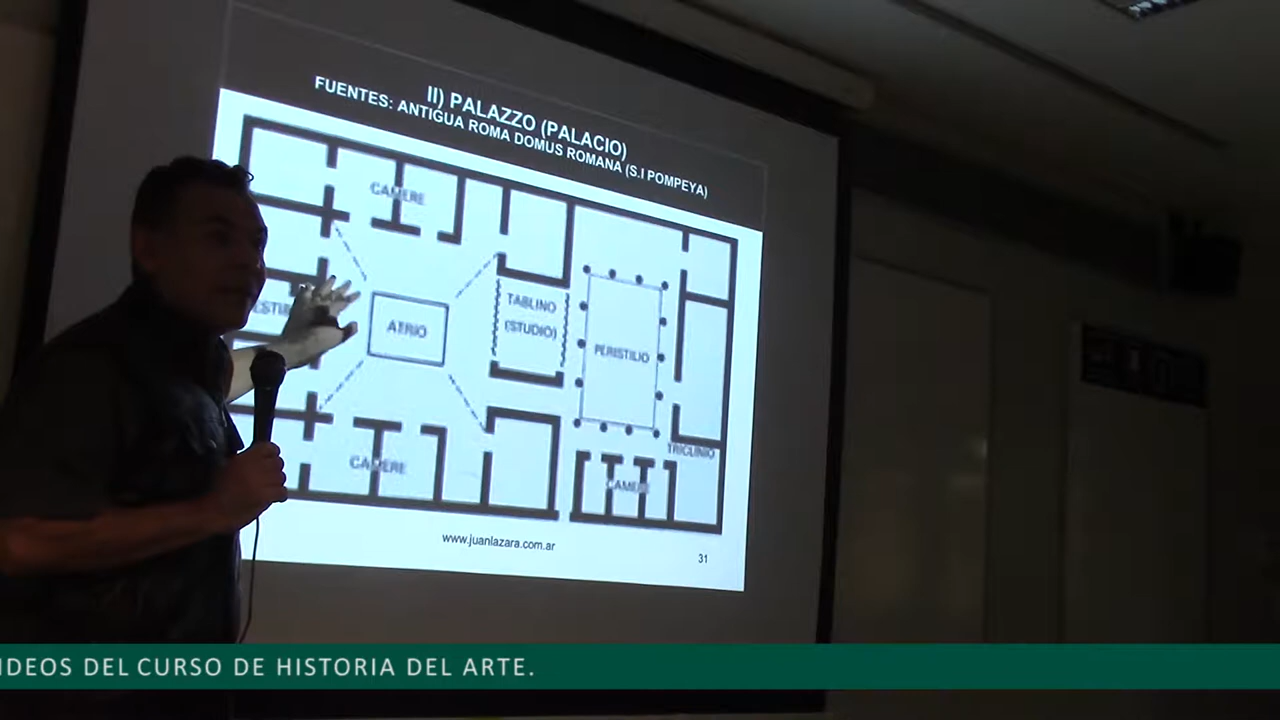 II) PALAZZO (PALACIO)
FUENTES: ANTIGUA ROMA DOMUS ROMANA (S.I POMPEYA)
CAMERE
TABLINO
(STUDIO)
ATRIO
PERISTILIO
TRICLINIO
CAMERE
CAMERE
www.juanlazara.com.ar
31
IDEOS DEL CURSO DE HISTORIA DEL ARTE.